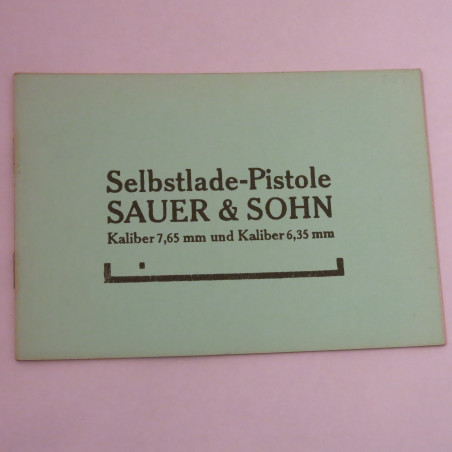 Selbstlade-Pistole
SAUER & SOHN
Kaliber 7,65 mm und Kaliber 6,35 mm